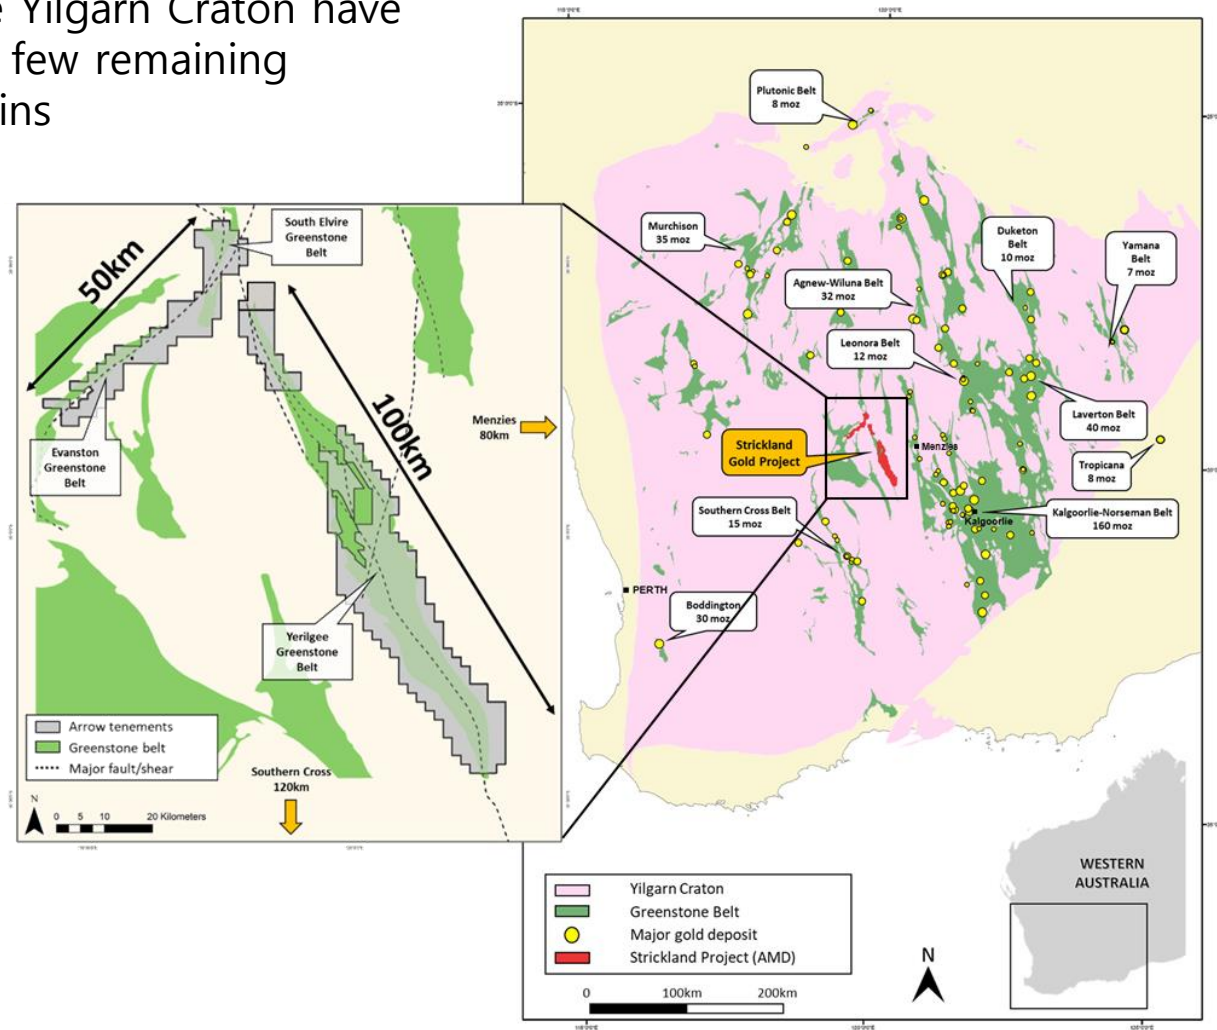 Yilgarn Craton have
few remaining
ins
Plutonic Belt
8 moz
Murchison
35 moz
Duketon
Belt
10 moz
Yamana
Belt
7 moz
Agnew-Wiluna Belt
32 moz
Leonora Belt
12 moz
Laverton Belt
40 moz
Menzies
Strickland
Gold Project
Tropicana
8 moz
Southern Cross Belt
15 moz
Kalgoorlie-Norseman Belt
160 moz
Kalgoorlie
PERTH
Boddington
30 moz
South Elvire
Greenstone
Belt
50km
100km
Menzies
80km
Evanston
Greenstone
Belt
Yerilgee
Greenstone
Belt
Arrow tenements
Greenstone belt
Major fault/shear
Southern Cross
120km
N
0 5 10 20 Kilometers
Yilgarn Craton
Greenstone Belt
Major gold deposit
Strickland Project (AMD)
0 100km 200km
N
WESTERN
AUSTRALIA